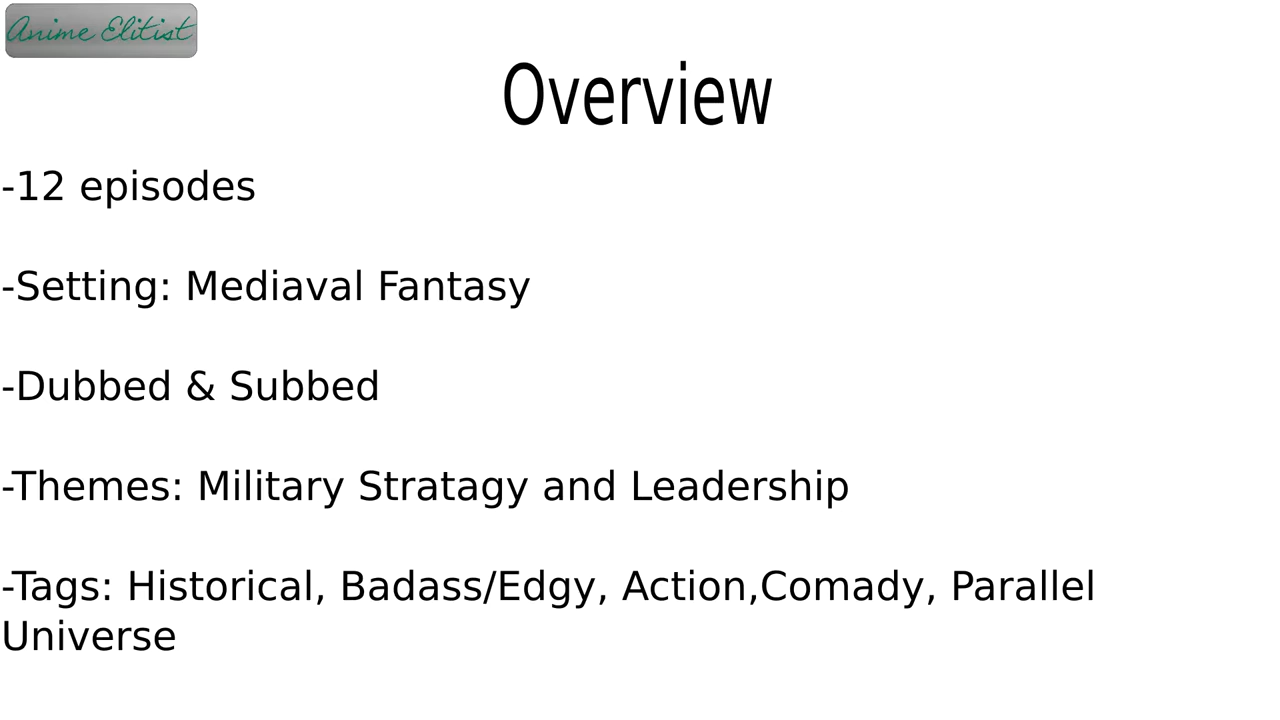 Anime Elitist
Overview
-12 episodes
-Setting: Mediaval Fantasy
-Dubbed & Subbed
-Themes: Military Stratagy and Leadership
-Tags: Historical, Badass/Edgy, Action,Comady, Parallel
Universe